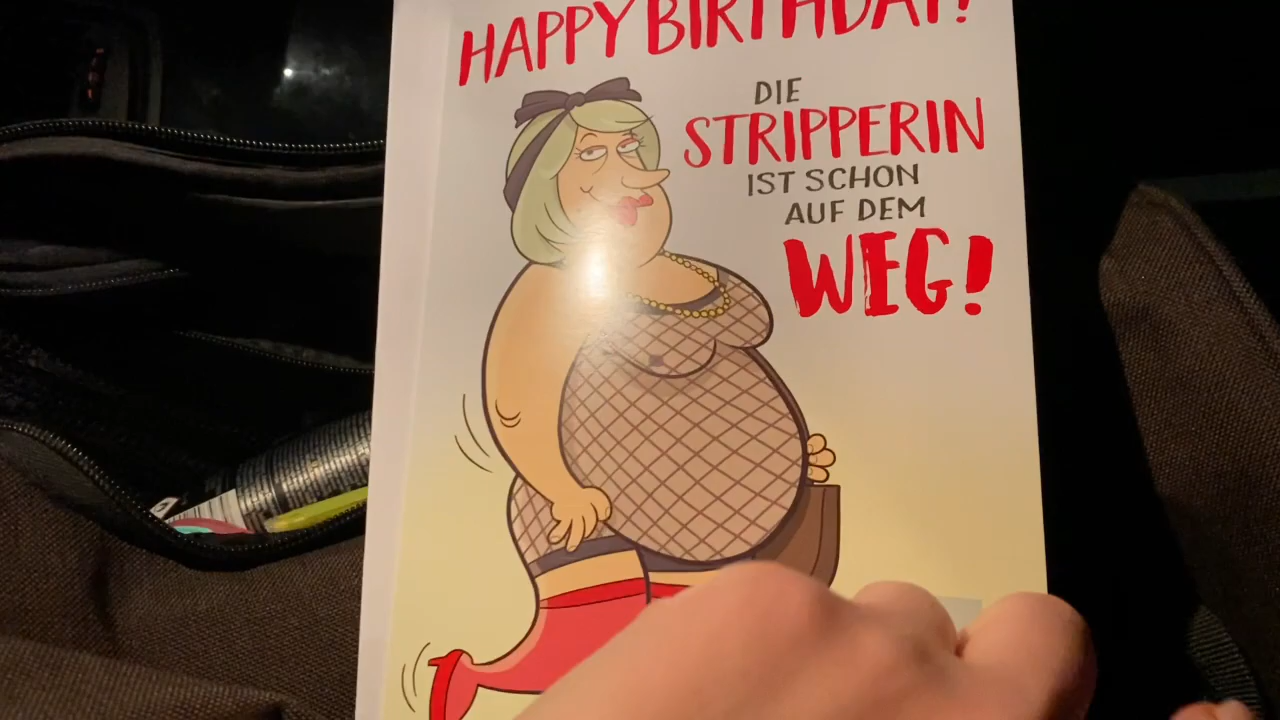 HAPPY BIRTHDAY!
DIE
STRIPPERIN
IST SCHON
AUF DEM
WEG!